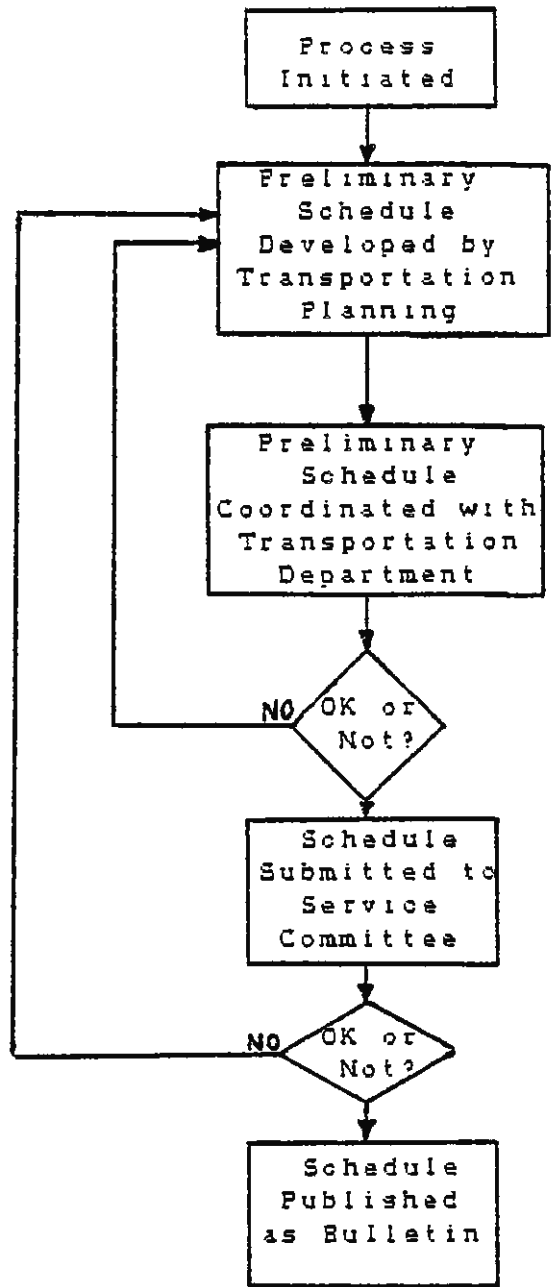 Process
Initiated
Preliminary
Schedule
Developed by
Transportation
Planning
Preliminary
Schedule
Coordinated with
Transportation
Department
NO
OK or
Not?
Schedule
Submitted to
Service
Committee
NO
OK or
Not?
Schedule
Published
as Bulletin